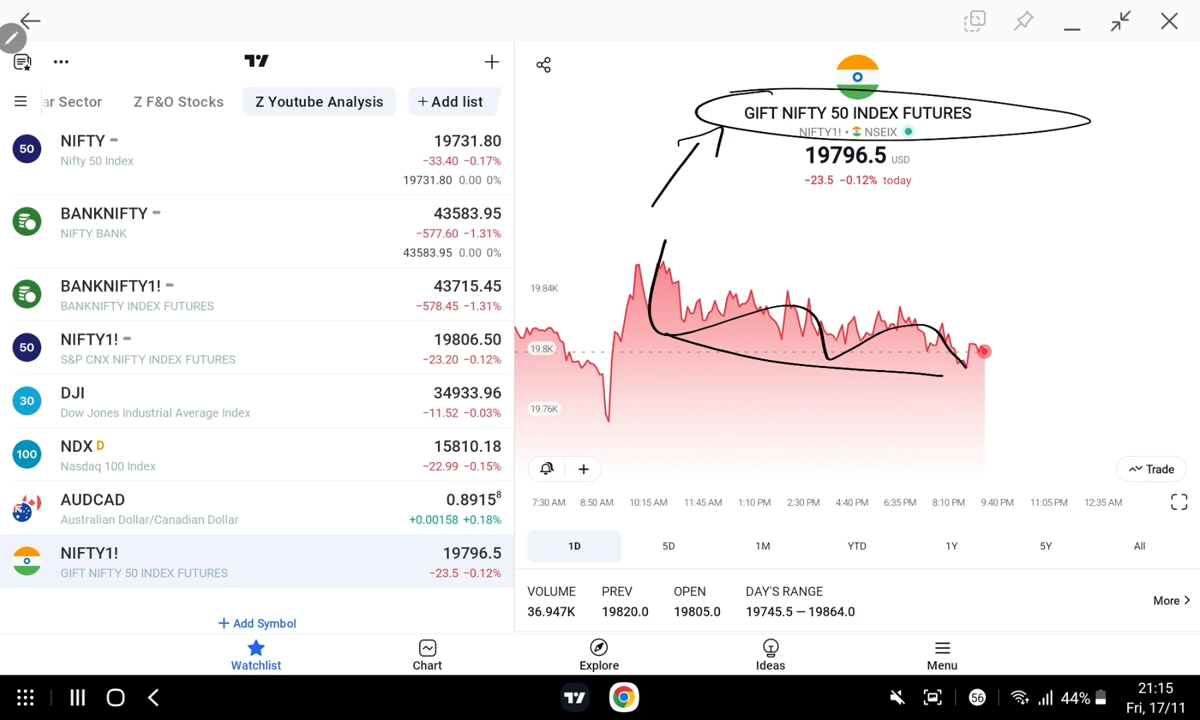 ar Sector
Z F&O Stocks
Z Youtube Analysis
+ Add list
50
NIFTY
19731.80
Nifty 50 Index
−33.40 −0.17%
19731.80 0.00 0%
BANKNIFTY
43583.95
NIFTY BANK
−577.60 −1.31%
43583.95 0.00 0%
BANKNIFTY1!
43715.45
BANKNIFTY INDEX FUTURES
−578.45 −1.31%
50
NIFTY1!
19806.50
S&P CNX NIFTY INDEX FUTURES
−23.20 −0.12%
30
DJI
34933.96
Dow Jones Industrial Average Index
−11.52 −0.03%
100
NDX D
15810.18
Nasdaq 100 Index
−22.99 −0.15%
AUDCAD
0.8915⁸
Australian Dollar/Canadian Dollar
+0.00158 +0.18%
NIFTY1!
19796.5
GIFT NIFTY 50 INDEX FUTURES
−23.5 −0.12%
+ Add Symbol
GIFT NIFTY 50 INDEX FUTURES
NIFTY1! • NSEIX
19796.5 USD
−23.5 −0.12% today
19.84K
19.8K
19.76K
Trade
7:30 AM 8:50 AM 10:15 AM 11:45 AM 1:10 PM 2:30 PM 4:40 PM 6:35 PM 8:10 PM 9:40 PM 11:05 PM 12:35 AM
1D 5D 1M YTD 1Y 5Y All
VOLUME PREV OPEN DAY'S RANGE
36.947K 19820.0 19805.0 19745.5 — 19864.0
More
Watchlist Chart Explore Ideas Menu
56
44%
21:15
Fri, 17/11